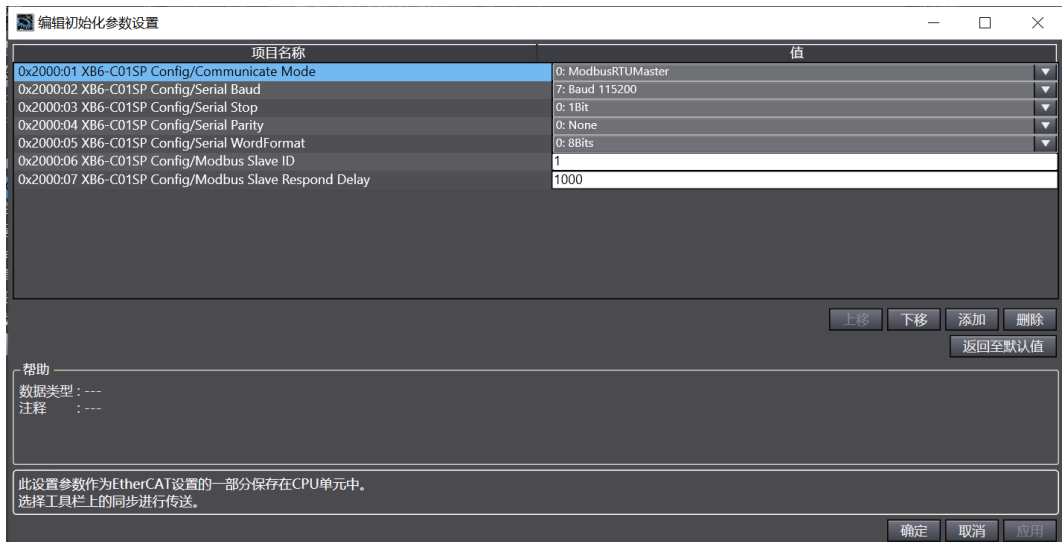 编辑初始化参数设置
项目名称 值
0x2000:01 XB6-C01SP Config/Communicate Mode 0: ModbusRTUMaster
0x2000:02 XB6-C01SP Config/Serial Baud 7: Baud 115200
0x2000:03 XB6-C01SP Config/Serial Stop 0: 1Bit
0x2000:04 XB6-C01SP Config/Serial Parity 0: None
0x2000:05 XB6-C01SP Config/Serial WordFormat 0: 8Bits
0x2000:06 XB6-C01SP Config/Modbus Slave ID 1
0x2000:07 XB6-C01SP Config/Modbus Slave Respond Delay 1000
上移 下移 添加 删除
返回至默认值
帮助
数据类型 : ---
注释 : ---
此设置参数作为EtherCAT设置的一部分保存在CPU单元中。
选择工具栏上的同步进行传送。
确定 取消 应用